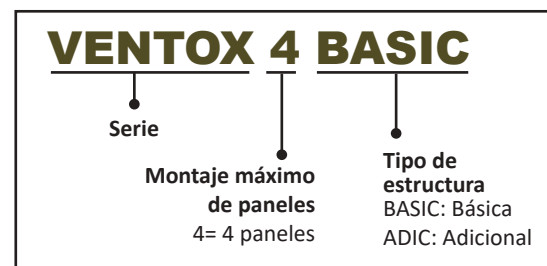 VENTOX 4 BASIC
Serie
Montaje máximo
de paneles
4= 4 paneles
Tipo de
estructura
BASIC: Básica
ADIC: Adicional